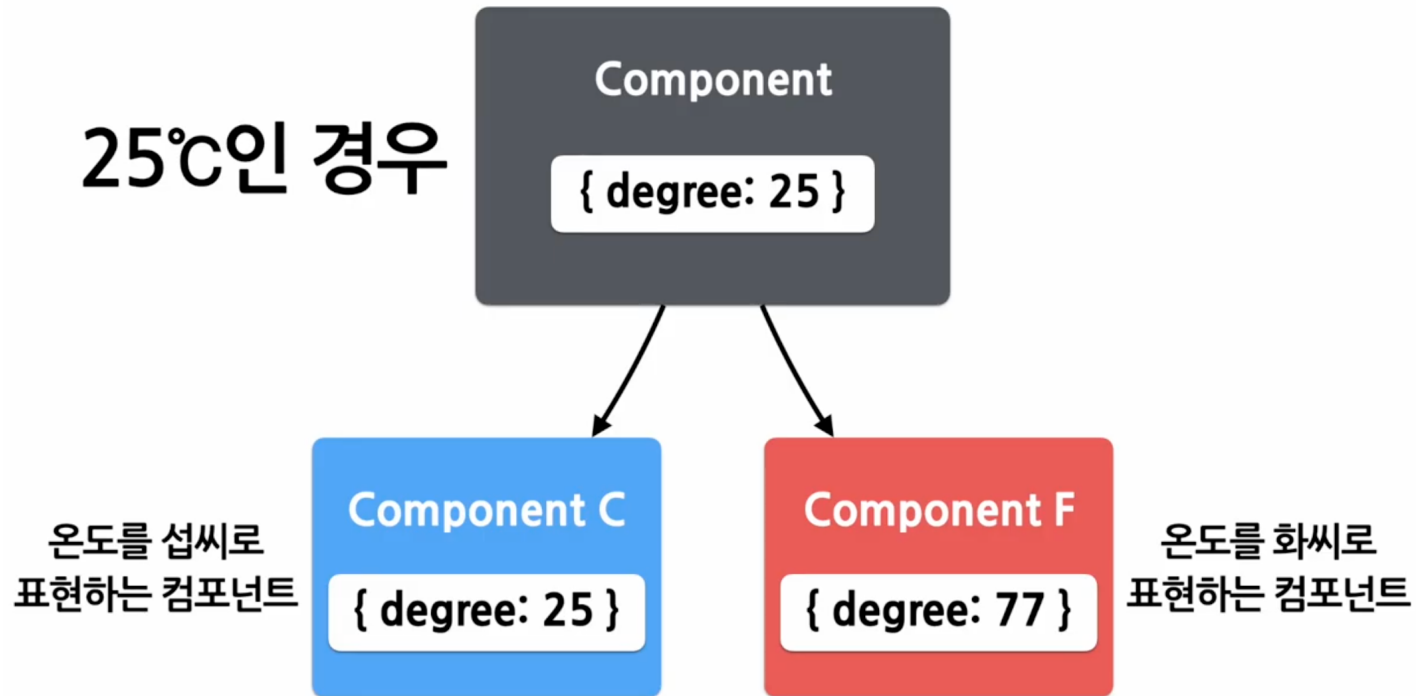 Component
25℃인 경우
{ degree: 25 }
Component C
Component F
온도를 섭씨로
표현하는 컴포넌트
{ degree: 25 }
{ degree: 77 }
온도를 화씨로
표현하는 컴포넌트